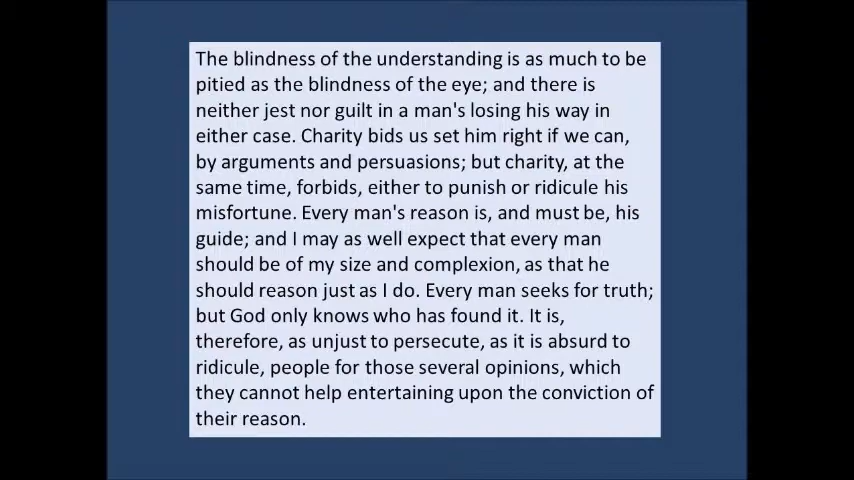 The blindness of the understanding is as much to be
pitied as the blindness of the eye; and there is
neither jest nor guilt in a man's losing his way in
either case. Charity bids us set him right if we can,
by arguments and persuasions; but charity, at the
same time, forbids, either to punish or ridicule his
misfortune. Every man's reason is, and must be, his
guide; and I may as well expect that every man
should be of my size and complexion, as that he
should reason just as I do. Every man seeks for truth;
but God only knows who has found it. It is,
therefore, as unjust to persecute, as it is absurd to
ridicule, people for those several opinions, which
they cannot help entertaining upon the conviction of
their reason.